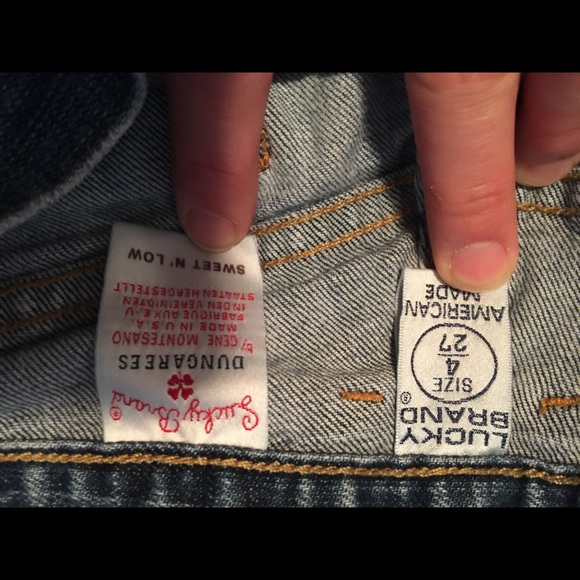 Lucky Brand®
DUNGAREES
by GENE MONTESANO
MADE IN U.S.A
FABRIQUE AUX E.-U
IN DEN VEREINIGTEN
STAATEN HERGESTELLT
SWEET N' LOW
LUCKY
BRAND®
SIZE
4
27
AMERICAN
MADE